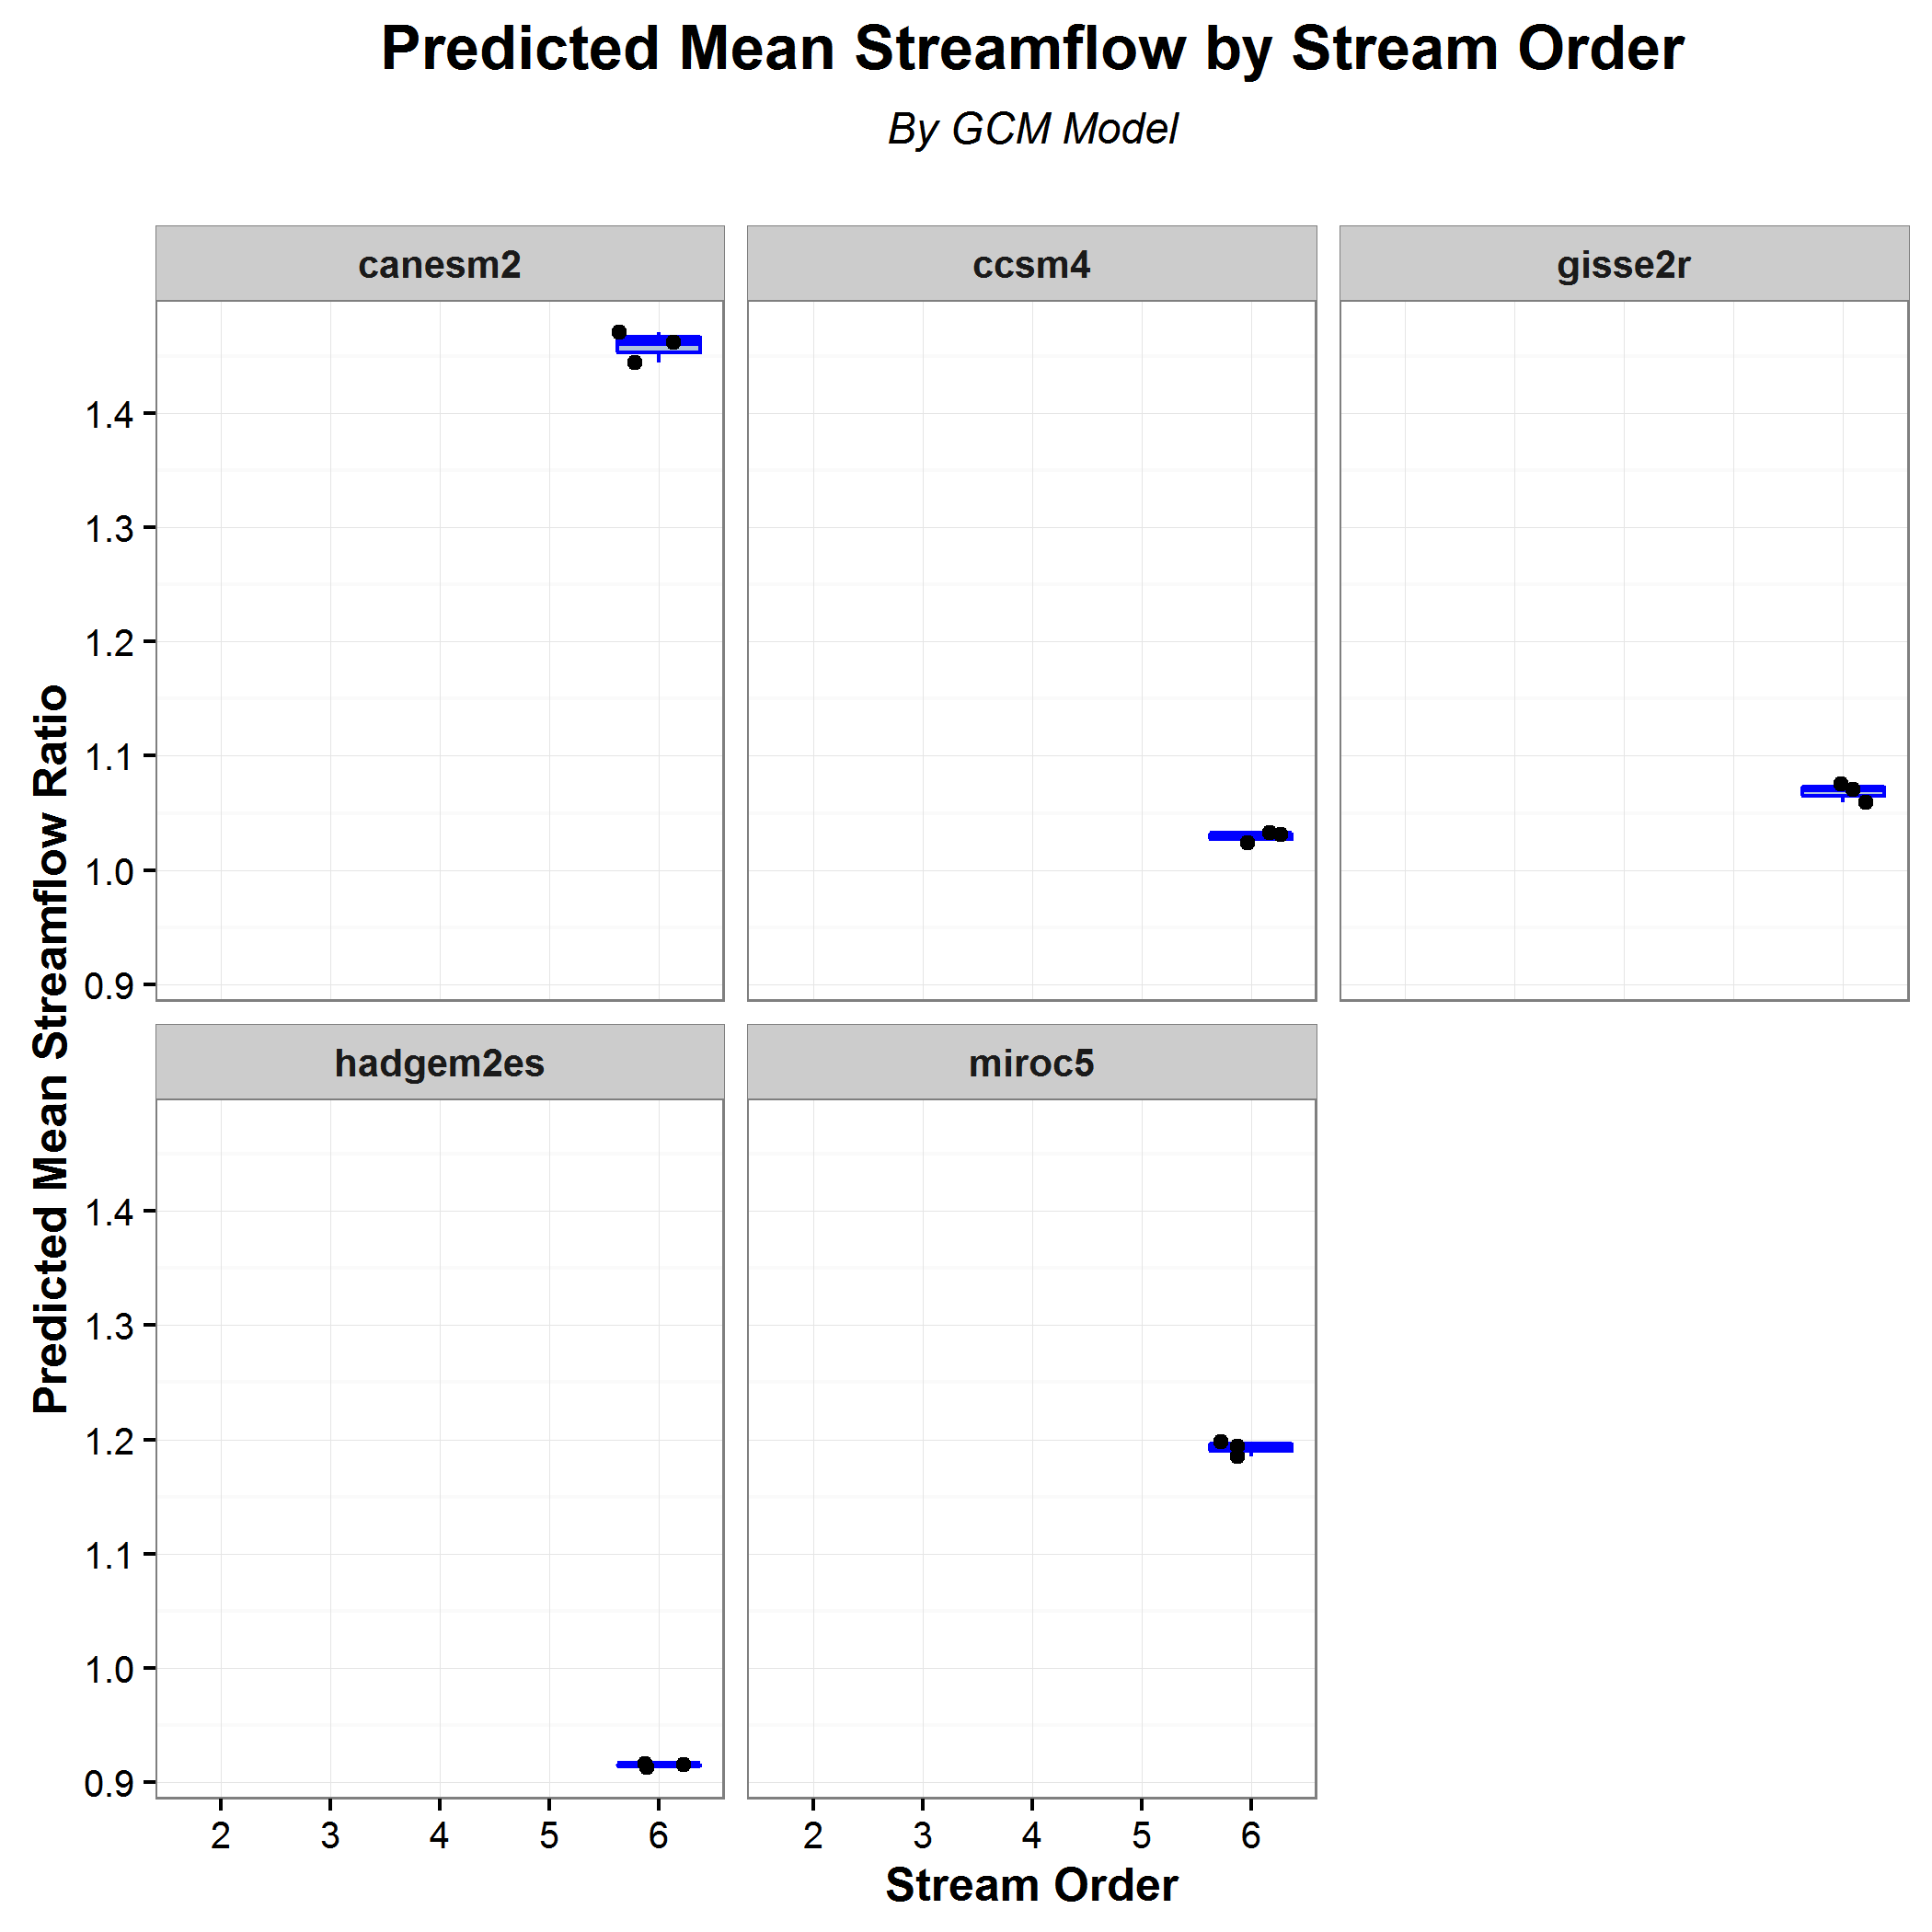 Predicted Mean Streamflow by Stream Order
By GCM Model
canesm2
ccsm4
gisse2r
1.4
1.3
1.2
1.1
1.0
0.9
Predicted Mean Streamflow Ratio
hadgem2es
miroc5
1.4
1.3
1.2
1.1
1.0
0.9
2 3 4 5 6
2 3 4 5 6
Stream Order